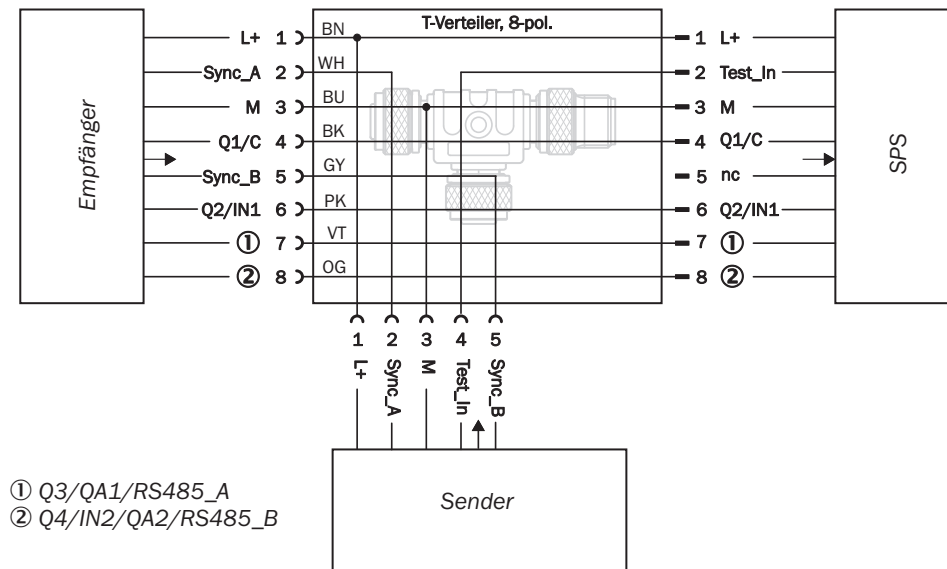 T-Verteiler, 8-pol.
Empfänger
L+ 1 BN 1 L+
Sync_A 2 WH 2 Test_In
M 3 BU 3 M
Q1/C 4 BK 4 Q1/C
Sync_B 5 GY 5 nc
Q2/IN1 6 PK 6 Q2/IN1
① 7 VT 7 ①
② 8 OG 8 ②
SPS
1 2 3 4 5
L+ Sync_A M Test_In Sync_B
Sender
① Q3/QA1/RS485_A
② Q4/IN2/QA2/RS485_B